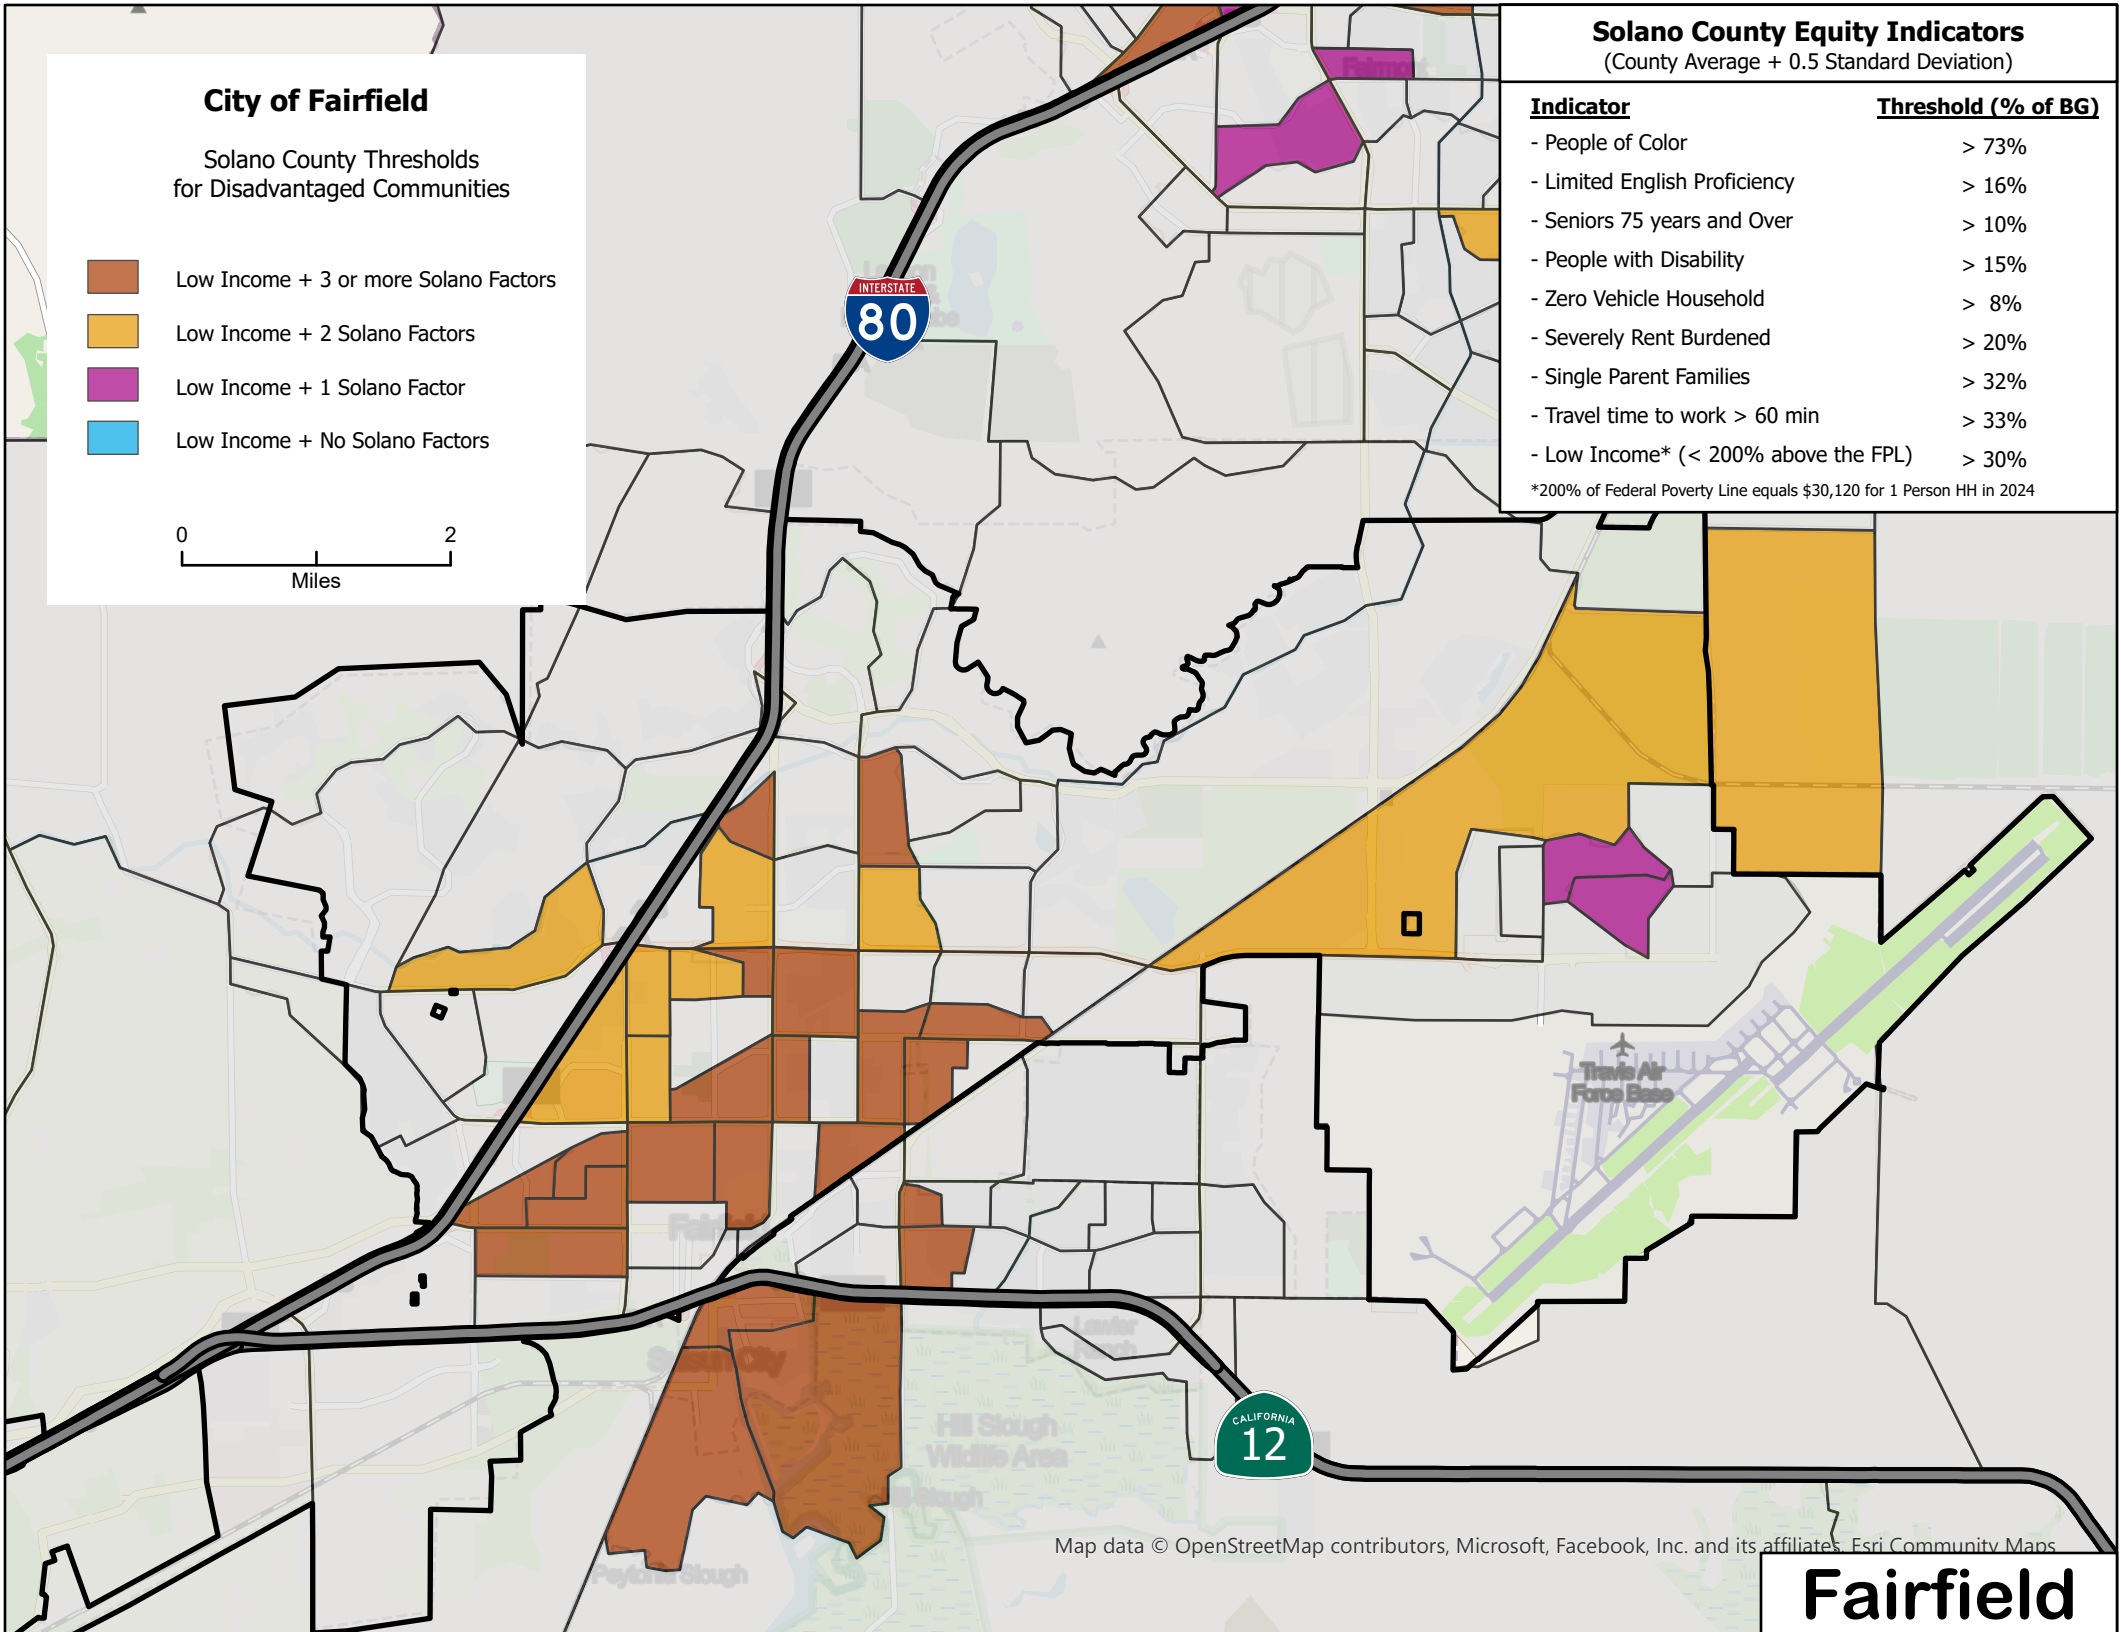 City of Fairfield
Solano County Thresholds
for Disadvantaged Communities
Low Income + 3 or more Solano Factors
Low Income + 2 Solano Factors
Low Income + 1 Solano Factor
Low Income + No Solano Factors
0 2
Miles
Solano County Equity Indicators
(County Average + 0.5 Standard Deviation)
Indicator Threshold (% of BG)
- People of Color > 73%
- Limited English Proficiency > 16%
- Seniors 75 years and Over > 10%
- People with Disability > 15%
- Zero Vehicle Household > 8%
- Severely Rent Burdened > 20%
- Single Parent Families > 32%
- Travel time to work > 60 min > 33%
- Low Income* (< 200% above the FPL) > 30%
*200% of Federal Poverty Line equals $30,120 for 1 Person HH in 2024
Fairmont
INTERSTATE
80
Travis Air
Force Base
Fairfield
Suisun City
Lawler
Ranch
Hill Slough
Wildlife Area
Hill Slough
Peytonia Slough
CALIFORNIA
12
Map data © OpenStreetMap contributors, Microsoft, Facebook, Inc. and its affiliates, Esri Community Maps
Fairfield